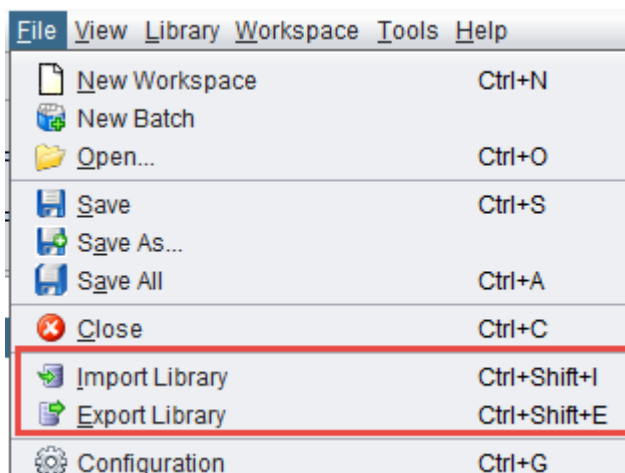 File View Library Workspace Tools Help
New Workspace Ctrl+N
New Batch
Open... Ctrl+O
Save Ctrl+S
Save As...
Save All Ctrl+A
Close Ctrl+C
Import Library Ctrl+Shift+I
Export Library Ctrl+Shift+E
Configuration Ctrl+G